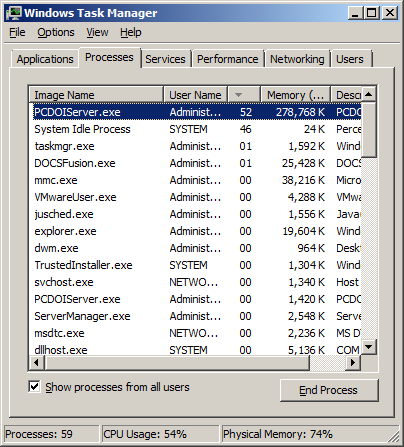 Windows Task Manager
File Options View Help
Applications Processes Services Performance Networking Users
Image Name User Name Memory (... Descr
PCDOIServer.exe Administ... 52 278,768 K PCDO
System Idle Process SYSTEM 46 24 K Perce
taskmgr.exe Administ... 01 1,592 K Windo
DOCSFusion.exe Administ... 01 25,428 K DOCS
mmc.exe Administ... 00 38,216 K Micro
VMwareUser.exe Administ... 00 4,288 K VMwa
jusched.exe Administ... 00 1,556 K Java
explorer.exe Administ... 00 19,604 K Windo
dwm.exe Administ... 00 964 K Deskt
TrustedInstaller.exe SYSTEM 00 1,304 K Windo
svchost.exe NETWO... 00 1,340 K Host
PCDOIServer.exe Administ... 00 1,420 K PCDO
ServerManager.exe Administ... 00 2,548 K Serve
msdtc.exe NETWO... 00 2,236 K MS D
dllhost.exe SYSTEM 00 5,136 K COM
Show processes from all users End Process
Processes: 59 CPU Usage: 54% Physical Memory: 74%